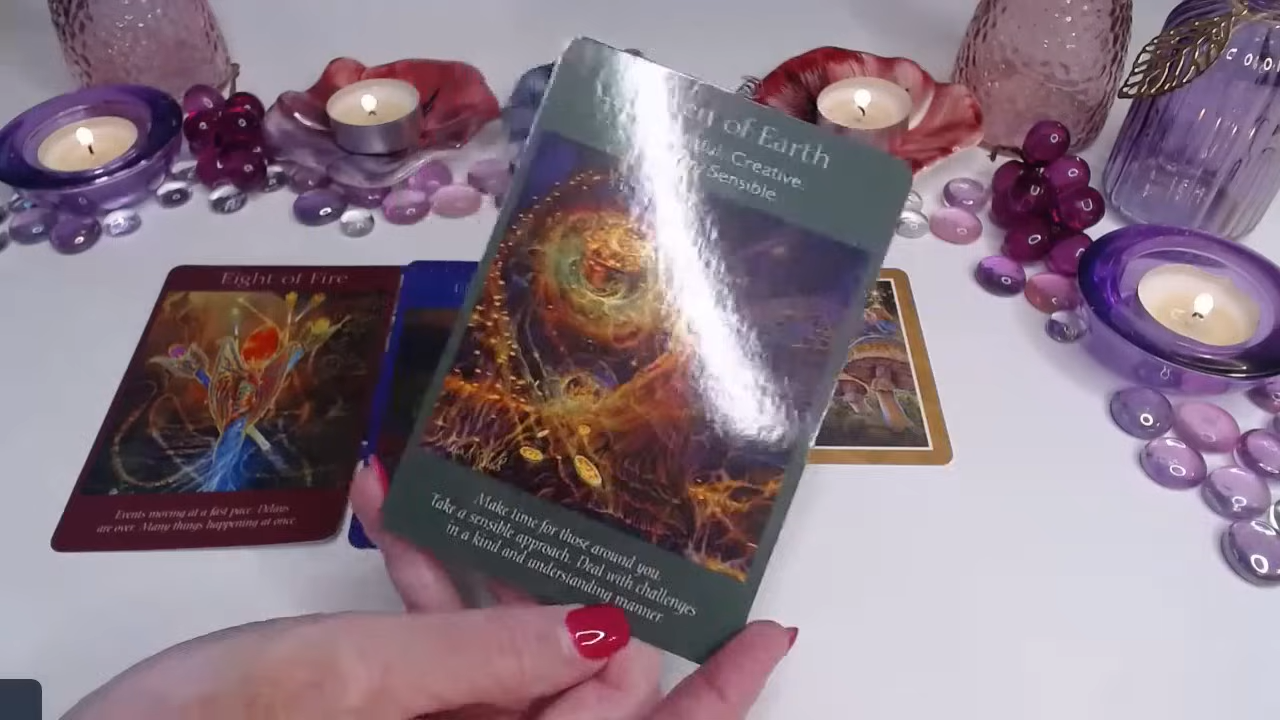 of Earth
Creative.
Sensible
Make time for those around you.
Take a sensible approach. Deal with challenges
in a kind and understanding manner.
Eight of Fire
Events moving at a fast pace. Delays
are over. Many things happening at once.